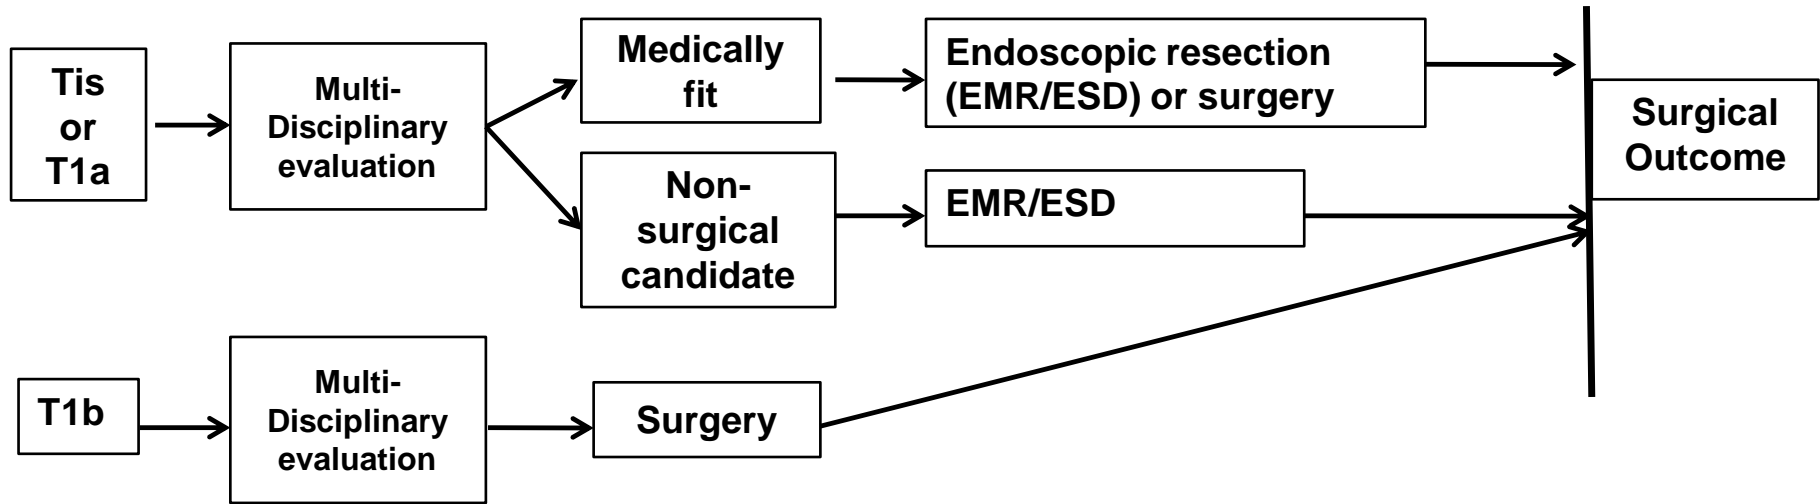 Tis
or
T1a
Multi-
Disciplinary
evaluation
Medically
fit
Endoscopic resection
(EMR/ESD) or surgery
Non-
surgical
candidate
EMR/ESD
Surgical
Outcome
T1b
Multi-
Disciplinary
evaluation
Surgery